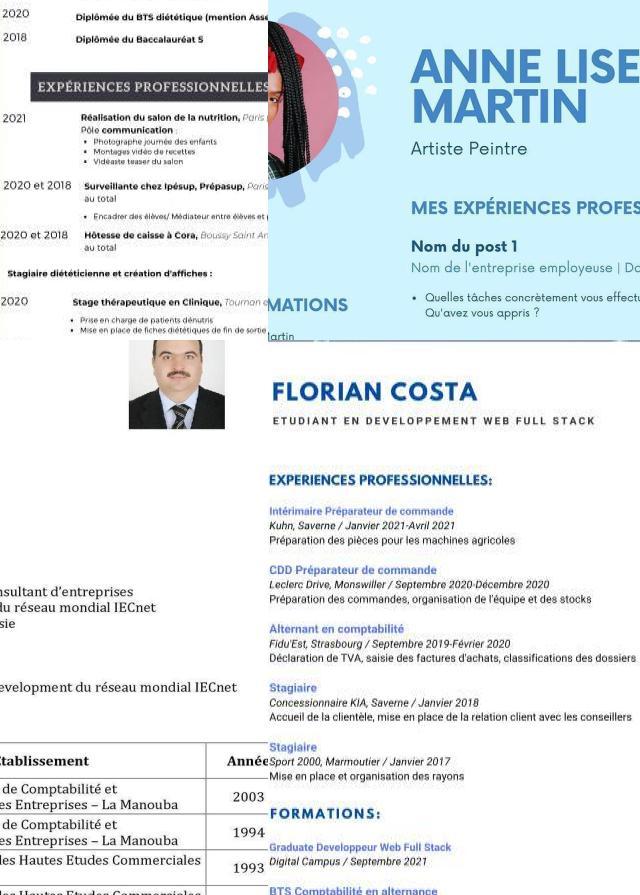 2020 Diplômée du BTS diététique (mention Asse
2018 Diplômée du Baccalauréat S
EXPÉRIENCES PROFESSIONNELLES
2021 Réalisation du salon de la nutrition, Paris
Pôle communication :
• Photographe journée des enfants
• Montages vidéo de recettes
• Vidéaste teaser du salon
2020 et 2018 Surveillante chez Ipésup, Prépasup, Paris
au total
• Encadrer des élèves/ Médiateur entre élèves et
2020 et 2018 Hôtesse de caisse à Cora, Boussy Saint An
au total
Stagiaire diététicienne et création d'affiches :
2020 Stage thérapeutique en Clinique, Tournan e
• Prise en charge de patients dénutris
• Mise en place de fiches diététiques de fin de sortie
ANNE LISE
MARTIN
Artiste Peintre
MES EXPÉRIENCES PROFES
Nom du post 1
Nom de l'entreprise employeuse | Da
• Quelles tâches concrètement vous effectu
Qu'avez vous appris ?
MATIONS
Martin
nsultant d'entreprises
du réseau mondial IECnet
sie
evelopment du réseau mondial IECnet
Etablissement Année
de Comptabilité et
es Entreprises – La Manouba 2003
de Comptabilité et
es Entreprises – La Manouba 1994
des Hautes Etudes Commerciales
1993
des Hautes Etudes Commerciales
FLORIAN COSTA
ETUDIANT EN DEVELOPPEMENT WEB FULL STACK
EXPERIENCES PROFESSIONNELLES:
Intérimaire Préparateur de commande
Kuhn, Saverne / Janvier 2021-Avril 2021
Préparation des pièces pour les machines agricoles
CDD Préparateur de commande
Leclerc Drive, Monswiller / Septembre 2020-Décembre 2020
Préparation des commandes, organisation de l'équipe et des stocks
Alternant en comptabilité
Fidu'Est, Strasbourg / Septembre 2019-Février 2020
Déclaration de TVA, saisie des factures d'achats, classifications des dossiers
Stagiaire
Concessionnaire KIA, Saverne / Janvier 2018
Accueil de la clientèle, mise en place de la relation client avec les conseillers
Stagiaire
Sport 2000, Marmoutier / Janvier 2017
Mise en place et organisation des rayons
FORMATIONS:
Graduate Developpeur Web Full Stack
Digital Campus / Septembre 2021
BTS Comptabilité en alternance